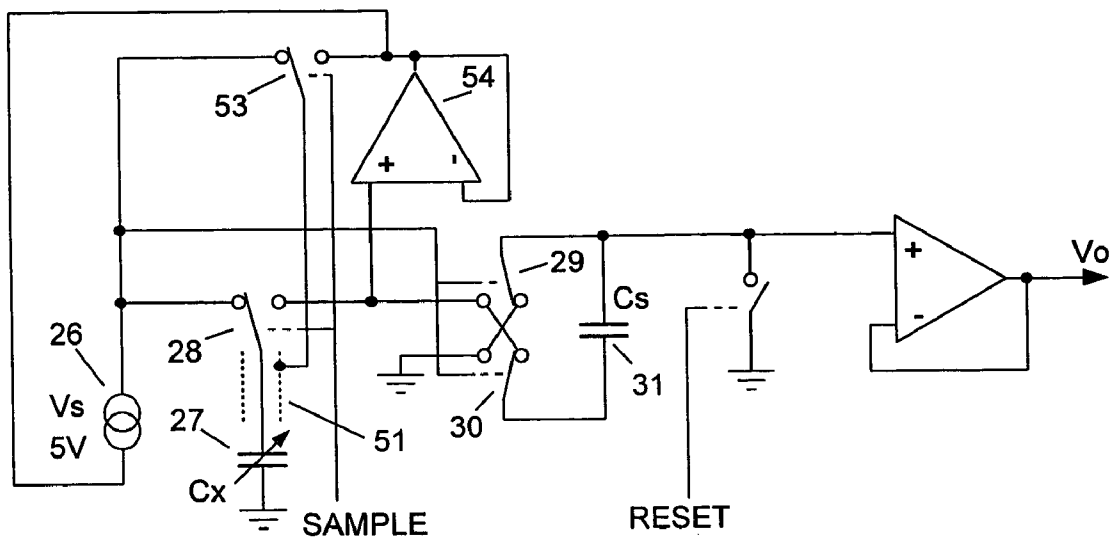 53
54
+
-
29
Vo
+
-
26
28
Cs
31
Vs
5V
27
51
30
Cx
SAMPLE
RESET